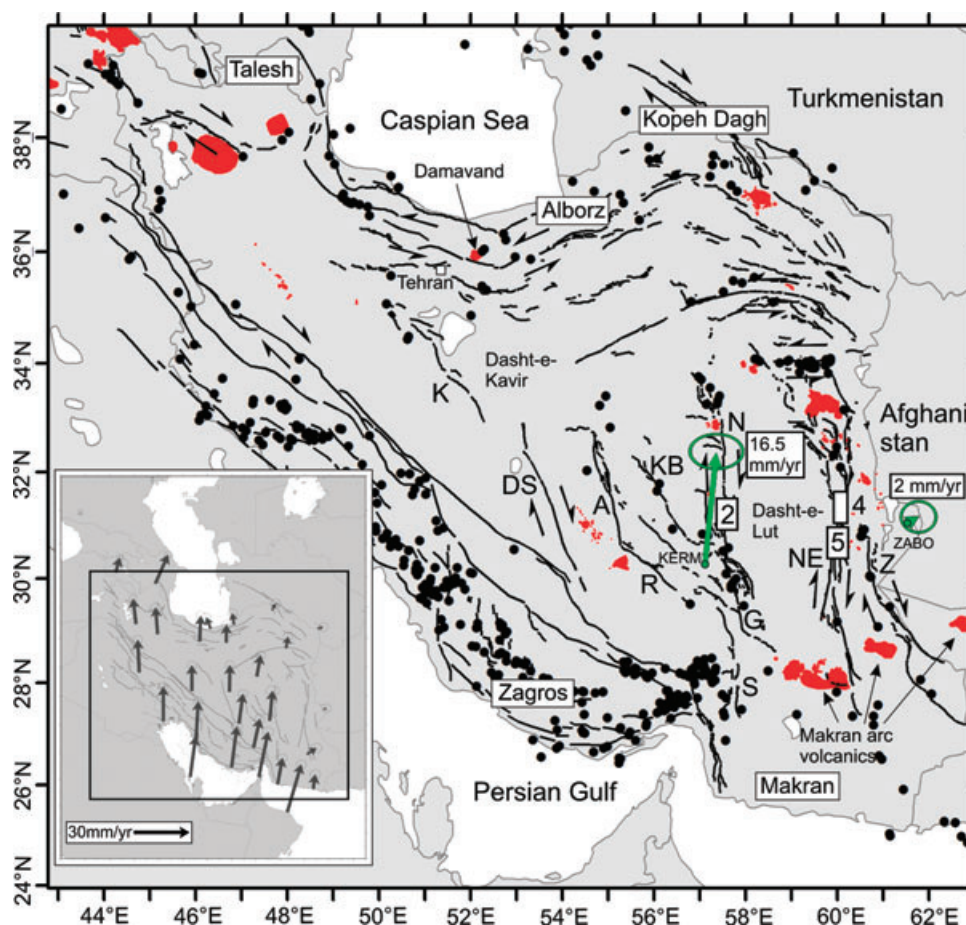 Talesh
Caspian Sea
Turkmenistan
Kopeh Dagh
Damavand
Alborz
Tehran
Dasht-e-
Kavir
K
Afghani
stan
N
16.5
mm/yr
KB
DS
A
2
Dasht-e-
Lut
4
2 mm/yr
ZABO
5
KERM
NE
Z
R
G
S
Zagros
Makran arc
volcanics
Makran
Persian Gulf
30mm/yr
38°N
36°N
34°N
32°N
30°N
28°N
26°N
24°N
44°E
46°E
48°E
50°E
52°E
54°E
56°E
58°E
60°E
62°E